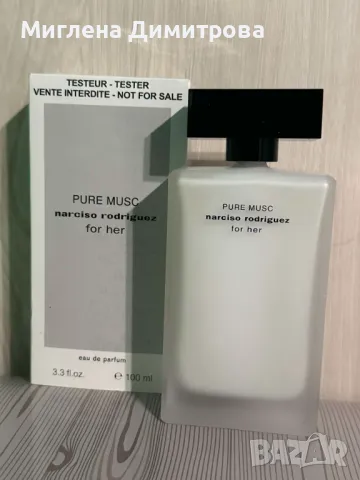 Миглена Димитрова
TESTEUR - TESTER
VENTE INTERDITE - NOT FOR SALE
PURE MUSC
narciso rodriguez
for her
eau de parfum
3.3 fl.oz. e 100 ml
PURE MUSC
narciso rodriguez
for her
BAZAR